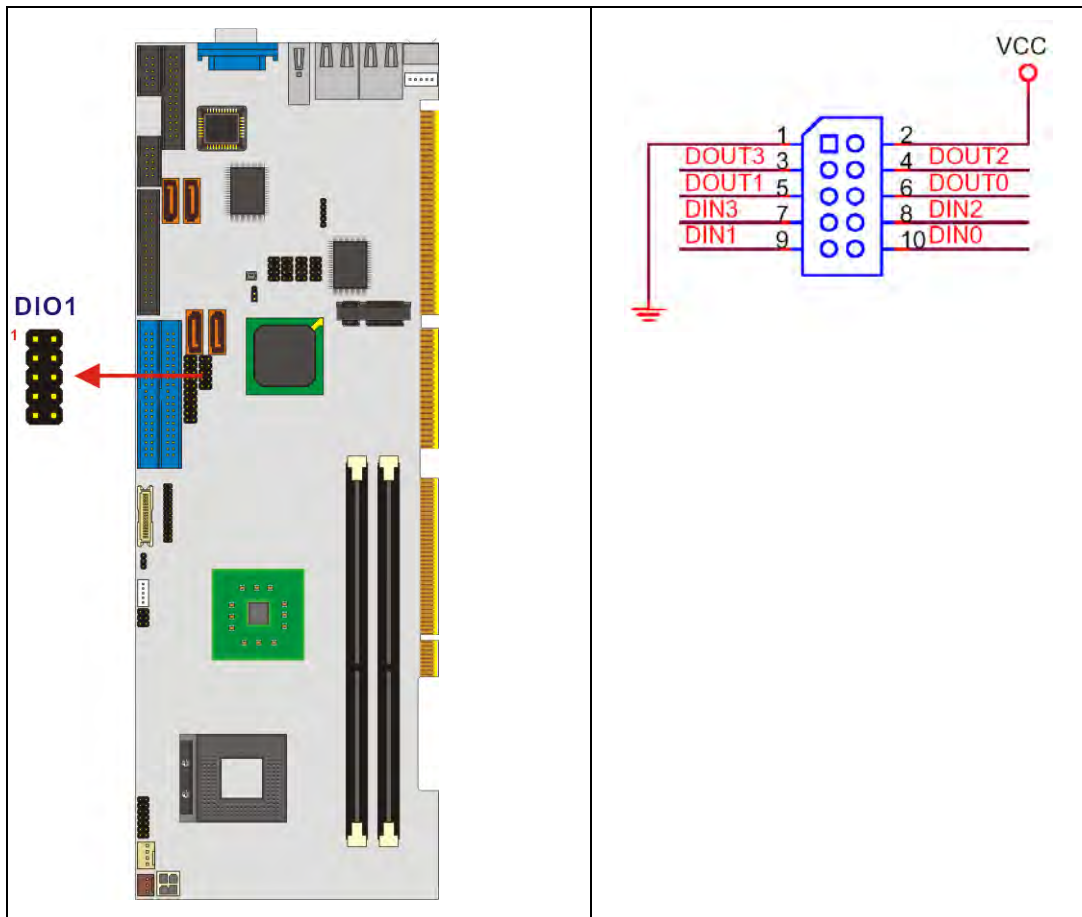 DIO1
1
VCC
1 2
DOUT3 3 4 DOUT2
DOUT1 5 6 DOUT0
DIN3 7 8 DIN2
DIN1 9 10 DIN0